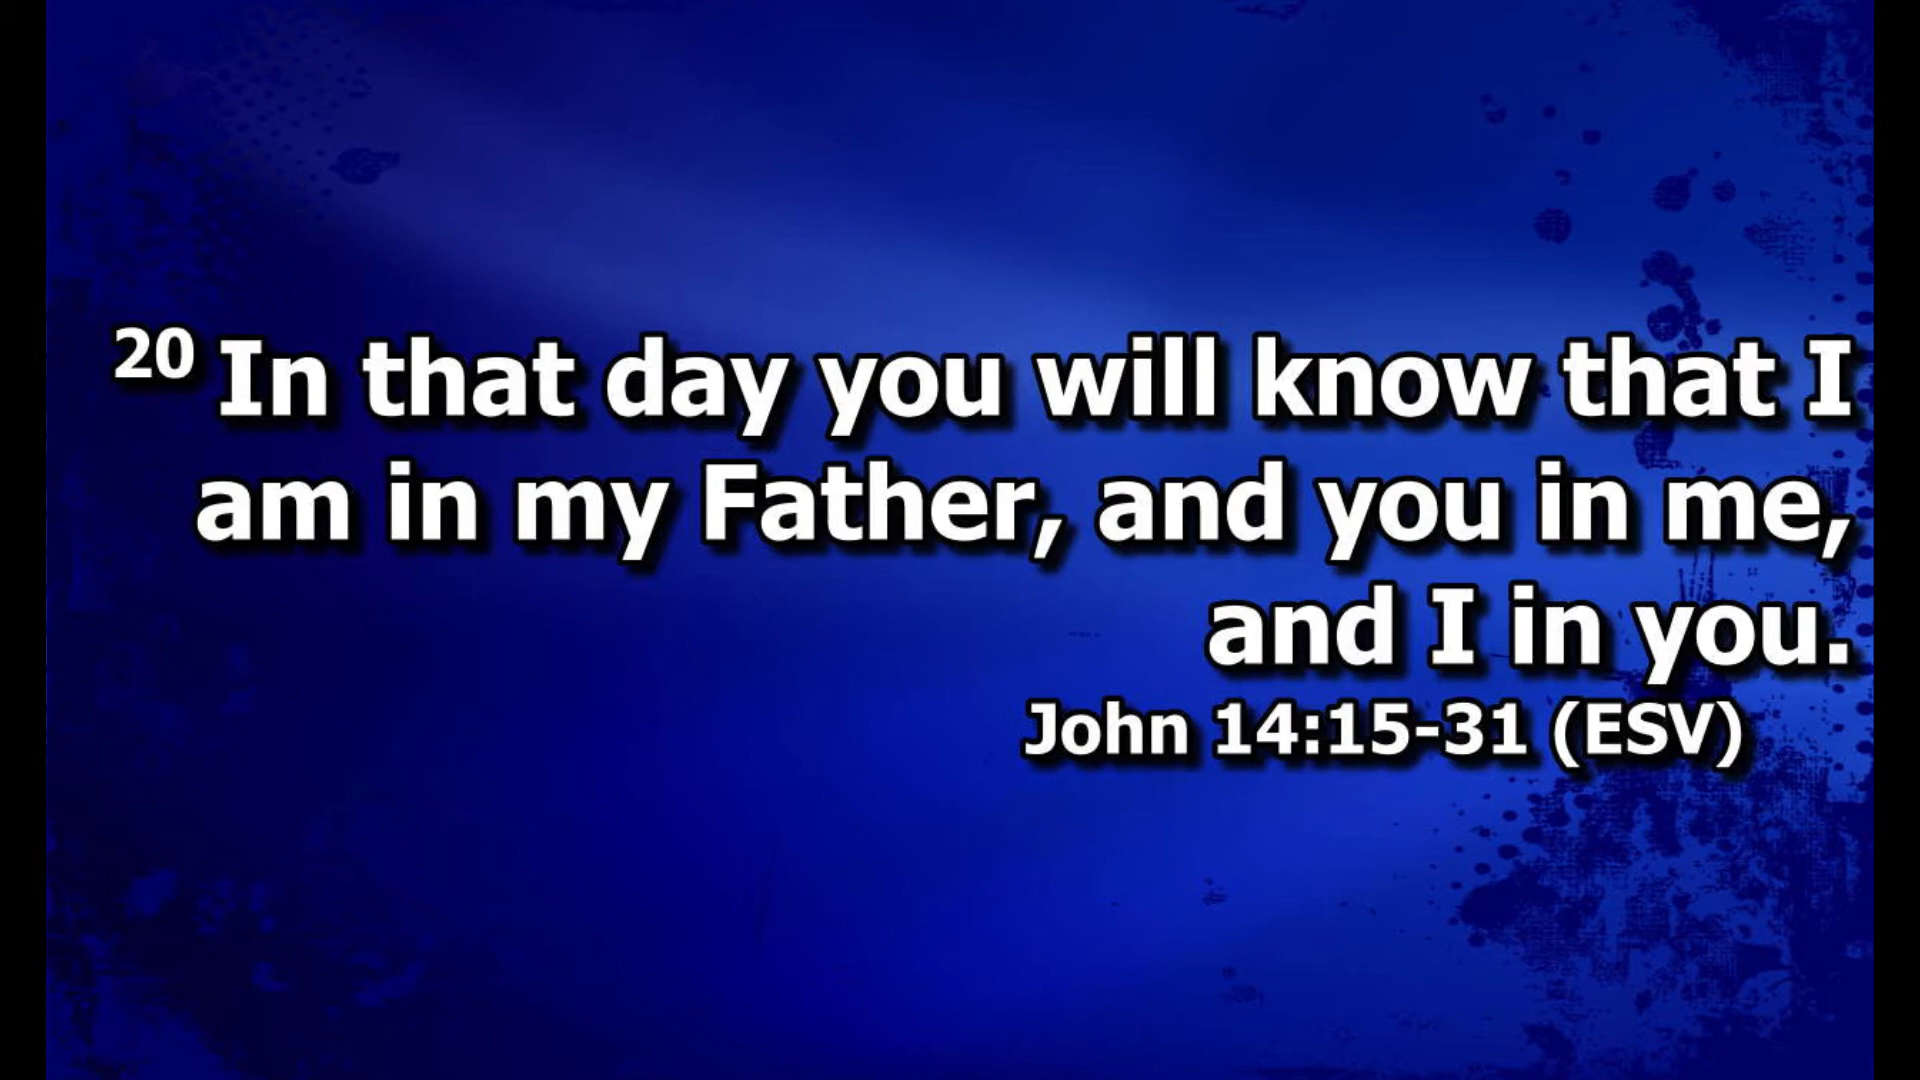 20 In that day you will know that I
am in my Father, and you in me,
and I in you.
John 14:15-31 (ESV)